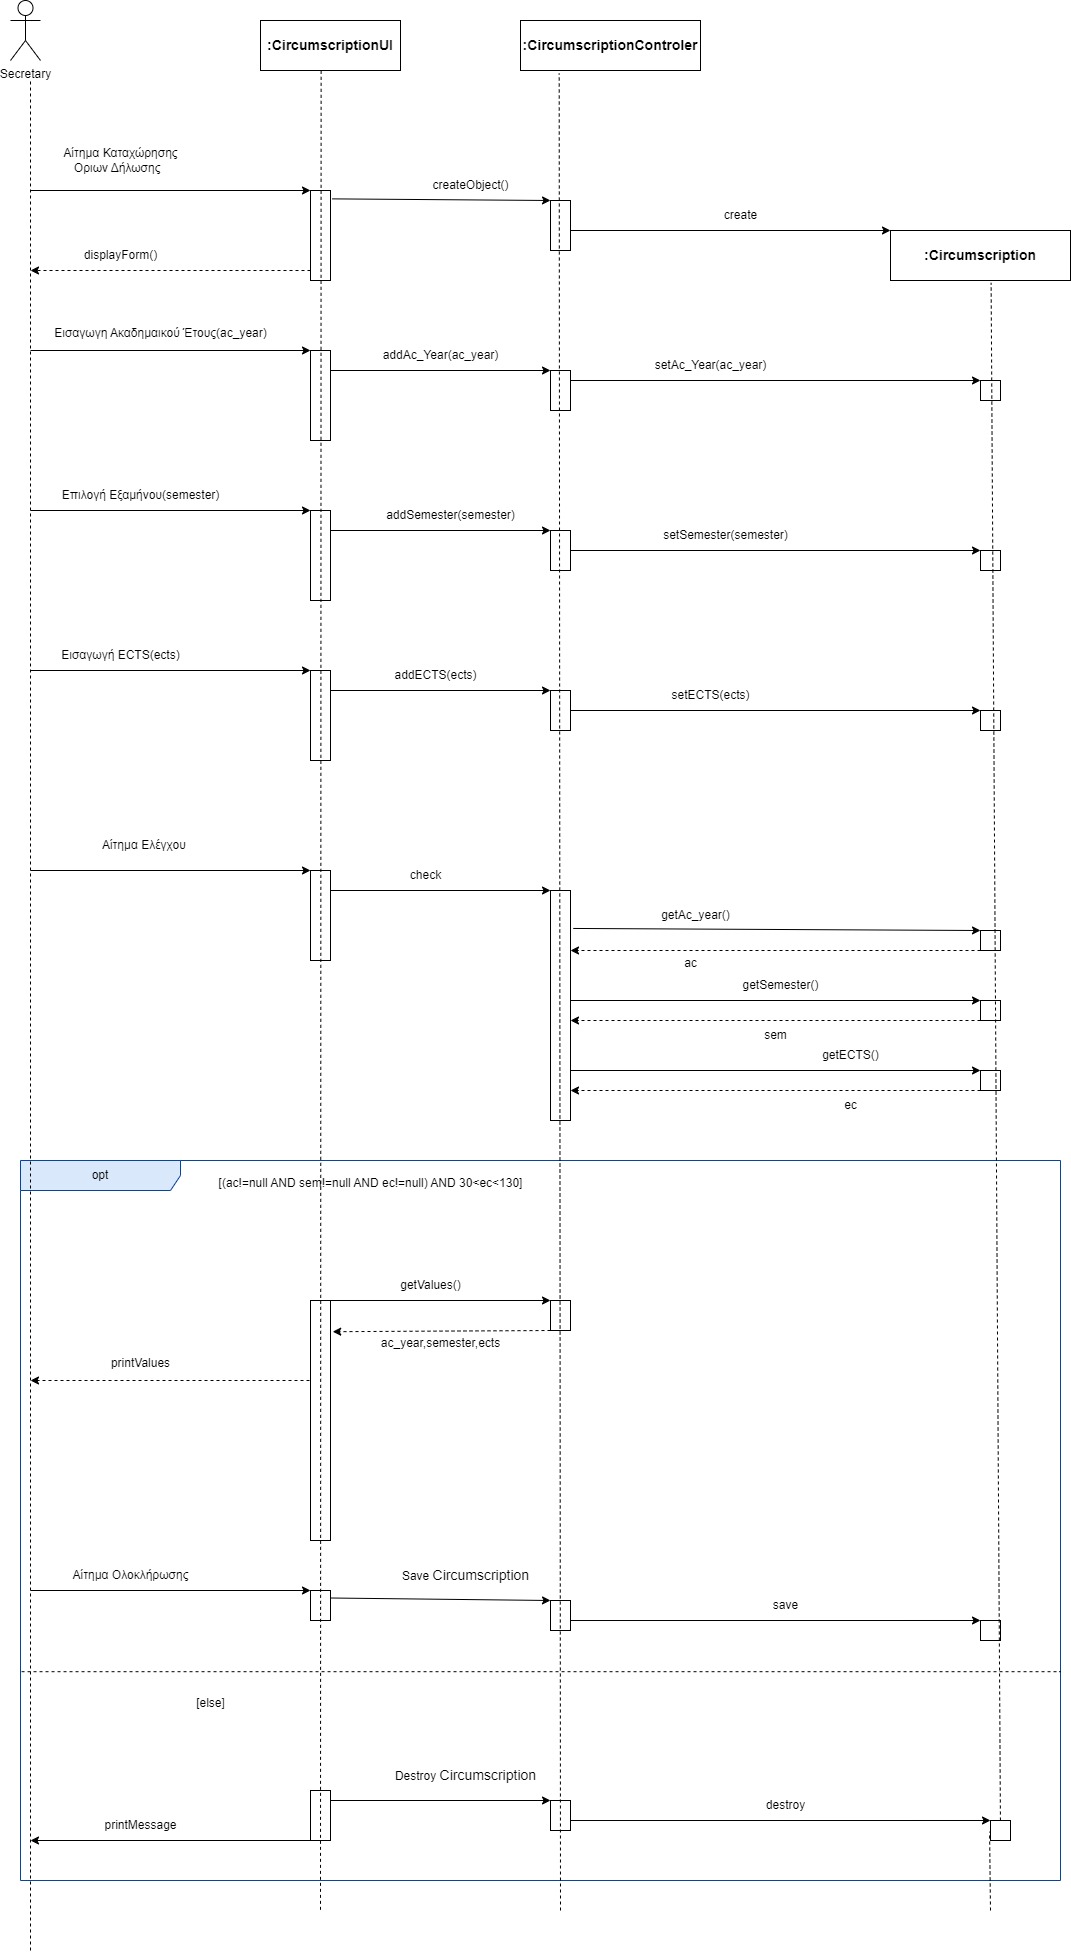 Secretary
:CircumscriptionUI
:CircumscriptionControler
Αίτημα Καταχώρησης
Οριων Δήλωσης
createObject()
create
:Circumscription
displayForm()
Εισαγωγη Ακαδημαικού Έτους(ac_year)
addAc_Year(ac_year)
setAc_Year(ac_year)
Επιλογή Εξαμήνου(semester)
addSemester(semester)
setSemester(semester)
Εισαγωγή ECTS(ects)
addECTS(ects)
setECTS(ects)
Αίτημα Ελέγχου
check
getAc_year()
ac
getSemester()
sem
getECTS()
ec
opt
[(ac!=null AND sem!=null AND ec!=null) AND 30<ec<130]
getValues()
ac_year,semester,ects
printValues
Αίτημα Ολοκλήρωσης
Save Circumscription
save
[else]
Destroy Circumscription
destroy
printMessage